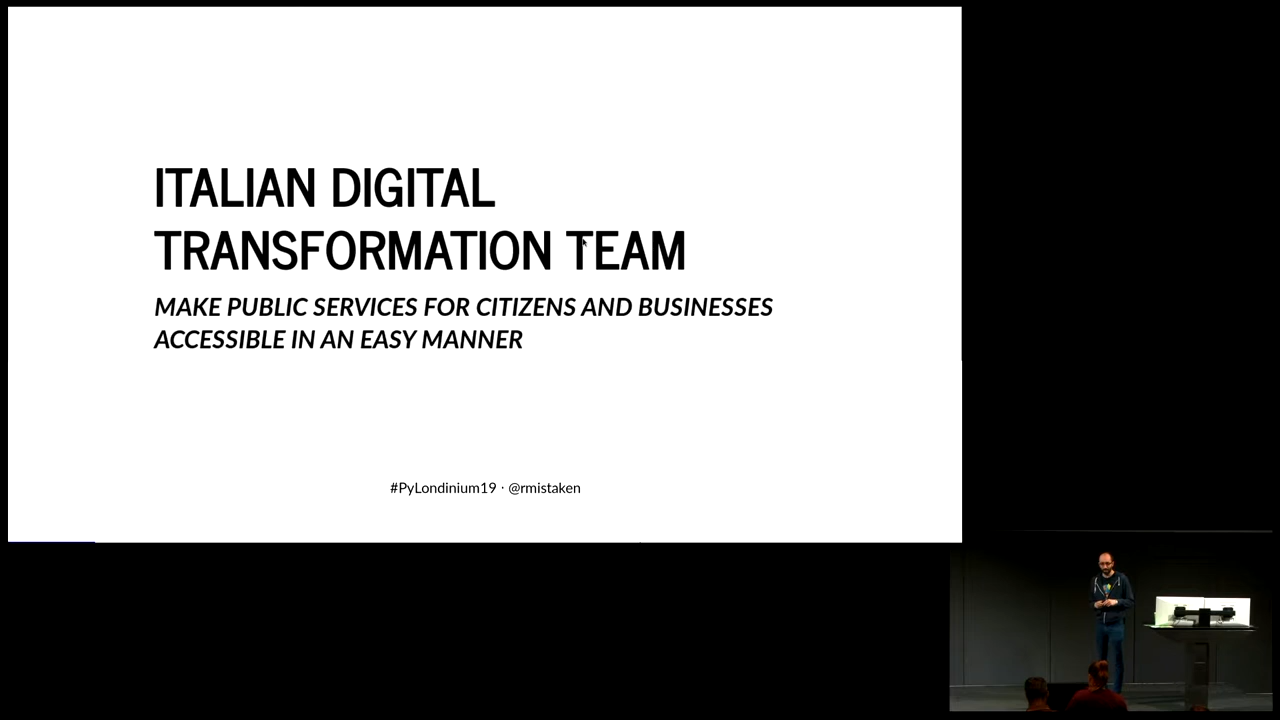 ITALIAN DIGITAL
TRANSFORMATION TEAM
MAKE PUBLIC SERVICES FOR CITIZENS AND BUSINESSES
ACCESSIBLE IN AN EASY MANNER
#PyLondinium19 · @rmistaken